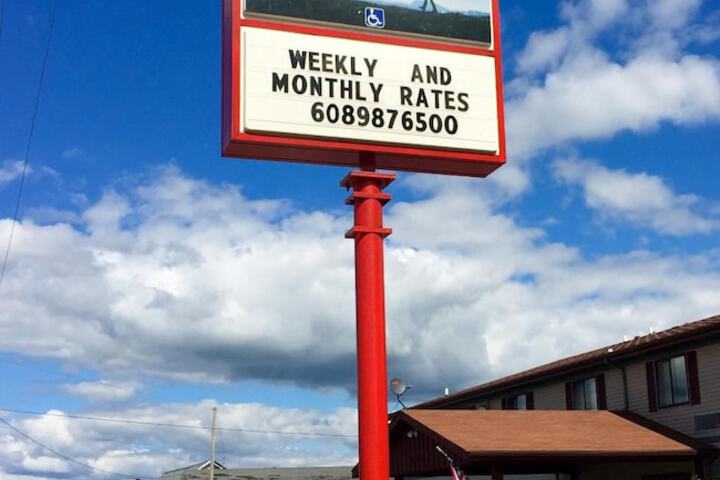 WEEKLY AND
MONTHLY RATES
6089876500